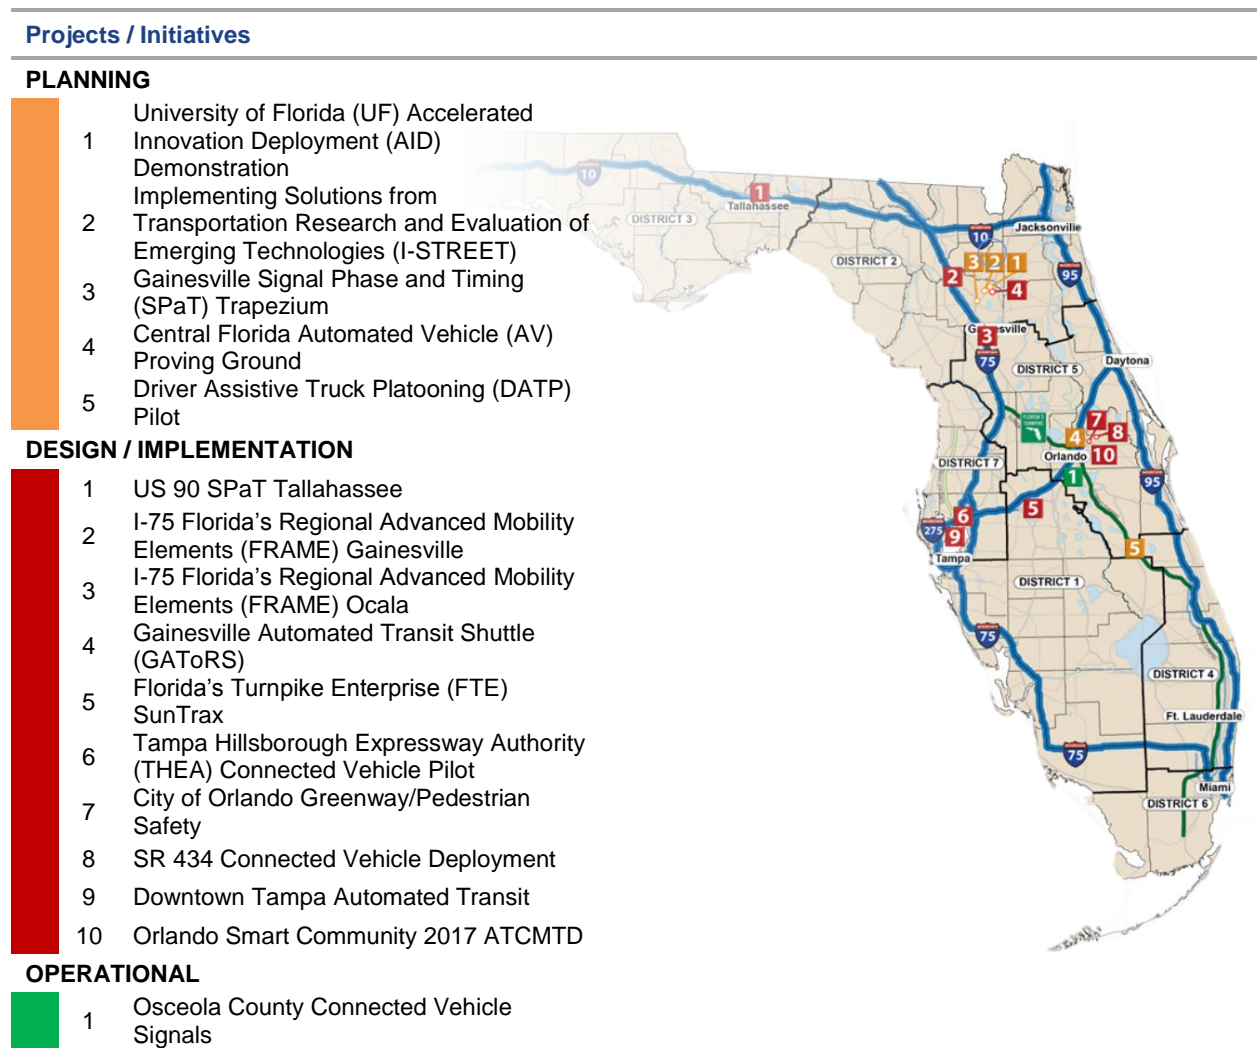 Projects / Initiatives
PLANNING
1
University of Florida (UF) Accelerated
Innovation Deployment (AID)
Demonstration
2
Implementing Solutions from
Transportation Research and Evaluation of
Emerging Technologies (I-STREET)
3
Gainesville Signal Phase and Timing
(SPaT) Trapezium
4
Central Florida Automated Vehicle (AV)
Proving Ground
5
Driver Assistive Truck Platooning (DATP)
Pilot
DESIGN / IMPLEMENTATION
1 US 90 SPaT Tallahassee
2
I-75 Florida's Regional Advanced Mobility
Elements (FRAME) Gainesville
3
I-75 Florida's Regional Advanced Mobility
Elements (FRAME) Ocala
4
Gainesville Automated Transit Shuttle
(GAToRS)
5
Florida's Turnpike Enterprise (FTE)
SunTrax
6
Tampa Hillsborough Expressway Authority
(THEA) Connected Vehicle Pilot
7
City of Orlando Greenway/Pedestrian
Safety
8 SR 434 Connected Vehicle Deployment
9 Downtown Tampa Automated Transit
10 Orlando Smart Community 2017 ATCMTD
OPERATIONAL
1
Osceola County Connected Vehicle
Signals
10
1
Tallahassee
DISTRICT 3
Jacksonville
10
DISTRICT 2
3 2 1
2
95
4
3
75
DISTRICT 5
Daytona
FLORIDA'S
TURNPIKE
7
4
8
Orlando
10
DISTRICT 7
1
95
5
6
275
9
5
Tampa
DISTRICT 1
75
DISTRICT 4
Ft. Lauderdale
75
Miami
DISTRICT 6